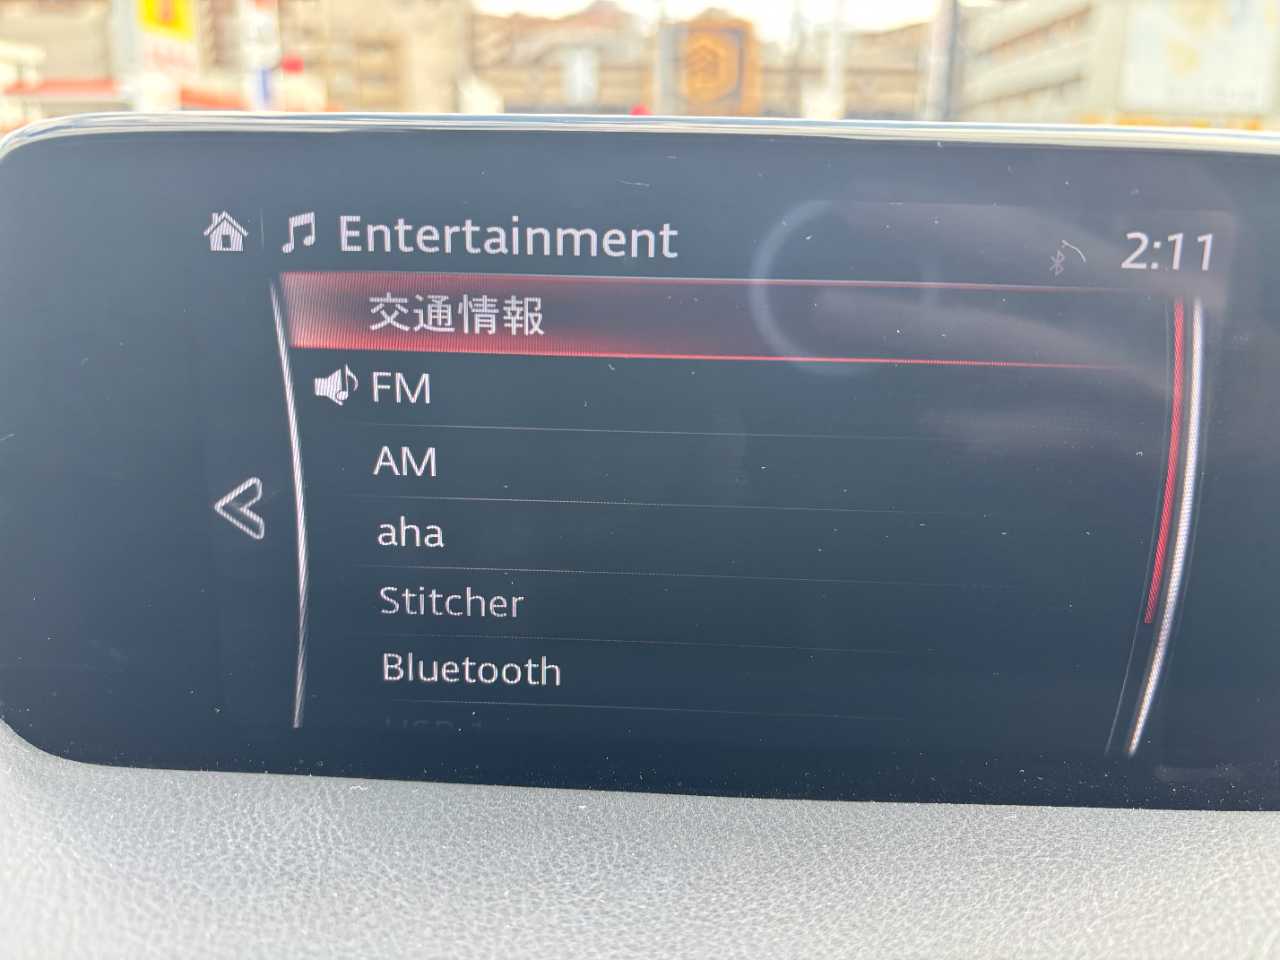 Entertainment
2:11
交通情報
FM
AM
aha
Stitcher
Bluetooth